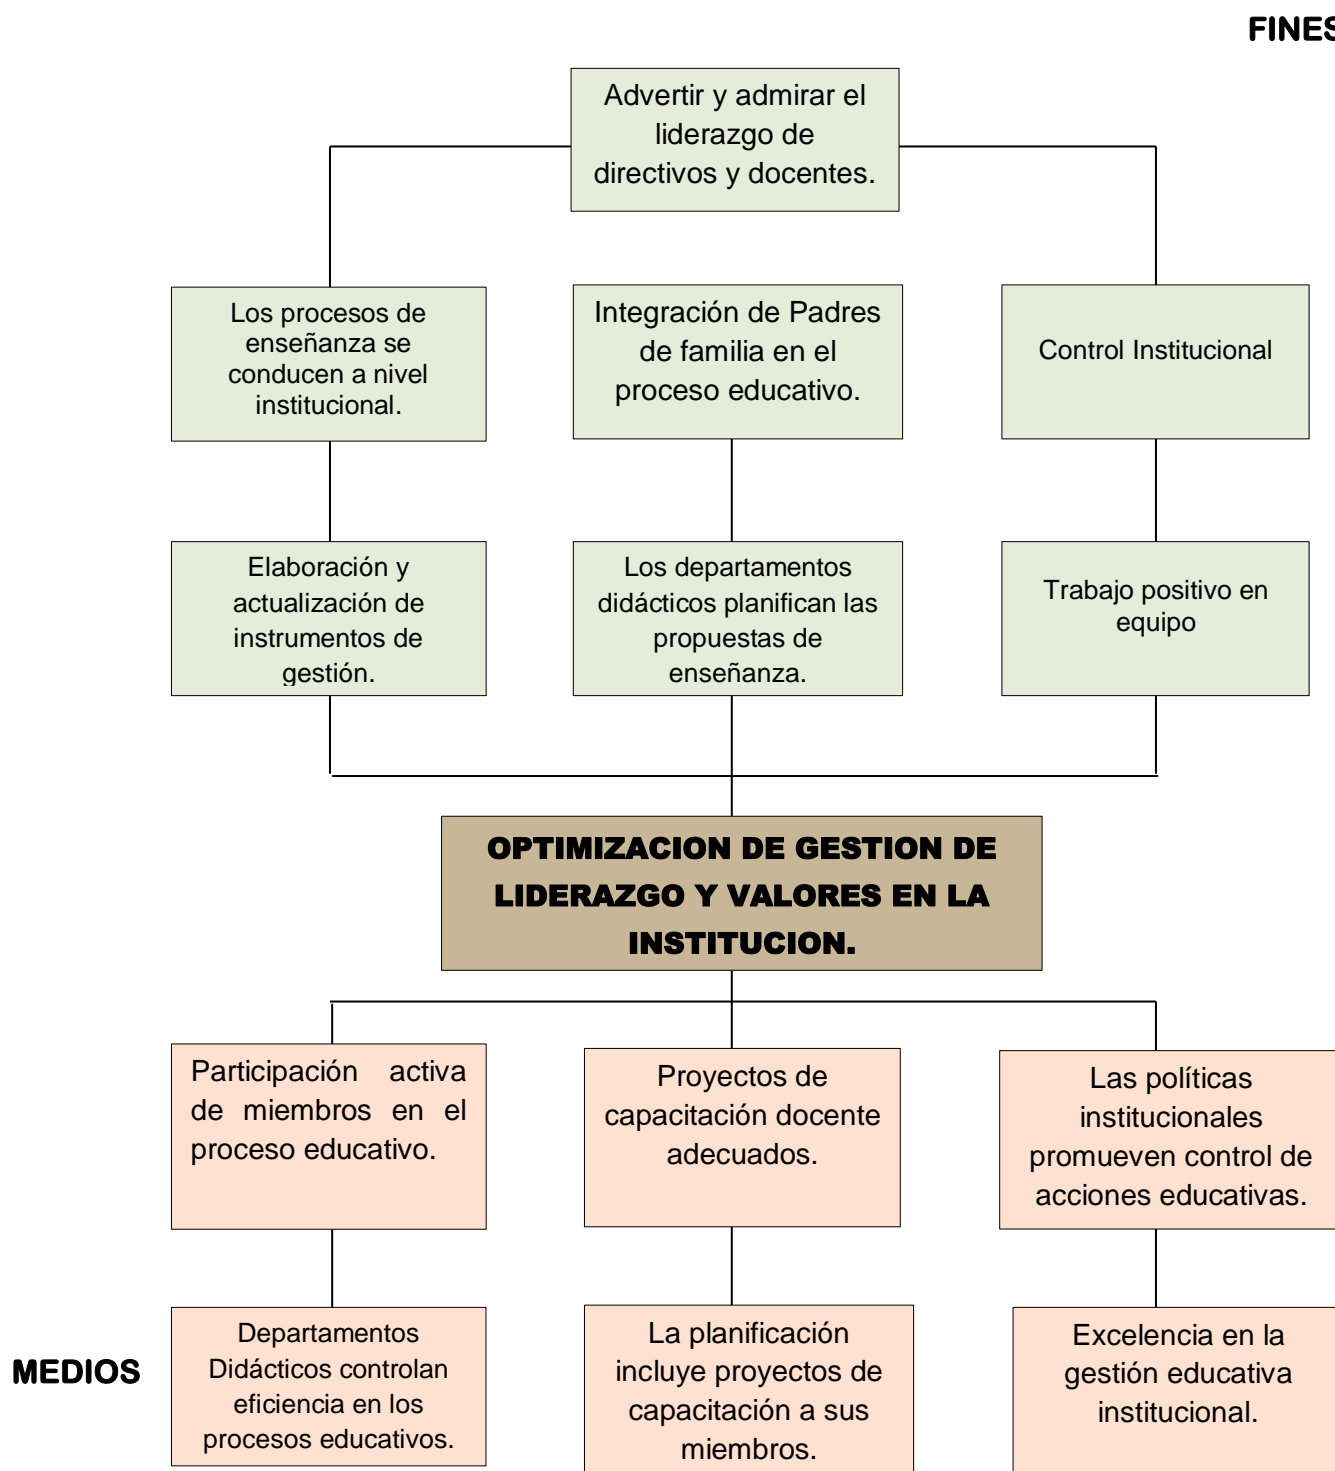 FINES
Advertir y admirar el
liderazgo de
directivos y docentes.
Los procesos de
enseñanza se
conducen a nivel
institucional.
Integración de Padres
de familia en el
proceso educativo.
Control Institucional
Elaboración y
actualización de
instrumentos de
gestión.
Los departamentos
didácticos planifican las
propuestas de
enseñanza.
Trabajo positivo en
equipo
OPTIMIZACION DE GESTION DE
LIDERAZGO Y VALORES EN LA
INSTITUCION.
Participación activa
de miembros en el
proceso educativo.
Proyectos de
capacitación docente
adecuados.
Las políticas
institucionales
promueven control de
acciones educativas.
MEDIOS
Departamentos
Didácticos controlan
eficiencia en los
procesos educativos.
La planificación
incluye proyectos de
capacitación a sus
miembros.
Excelencia en la
gestión educativa
institucional.